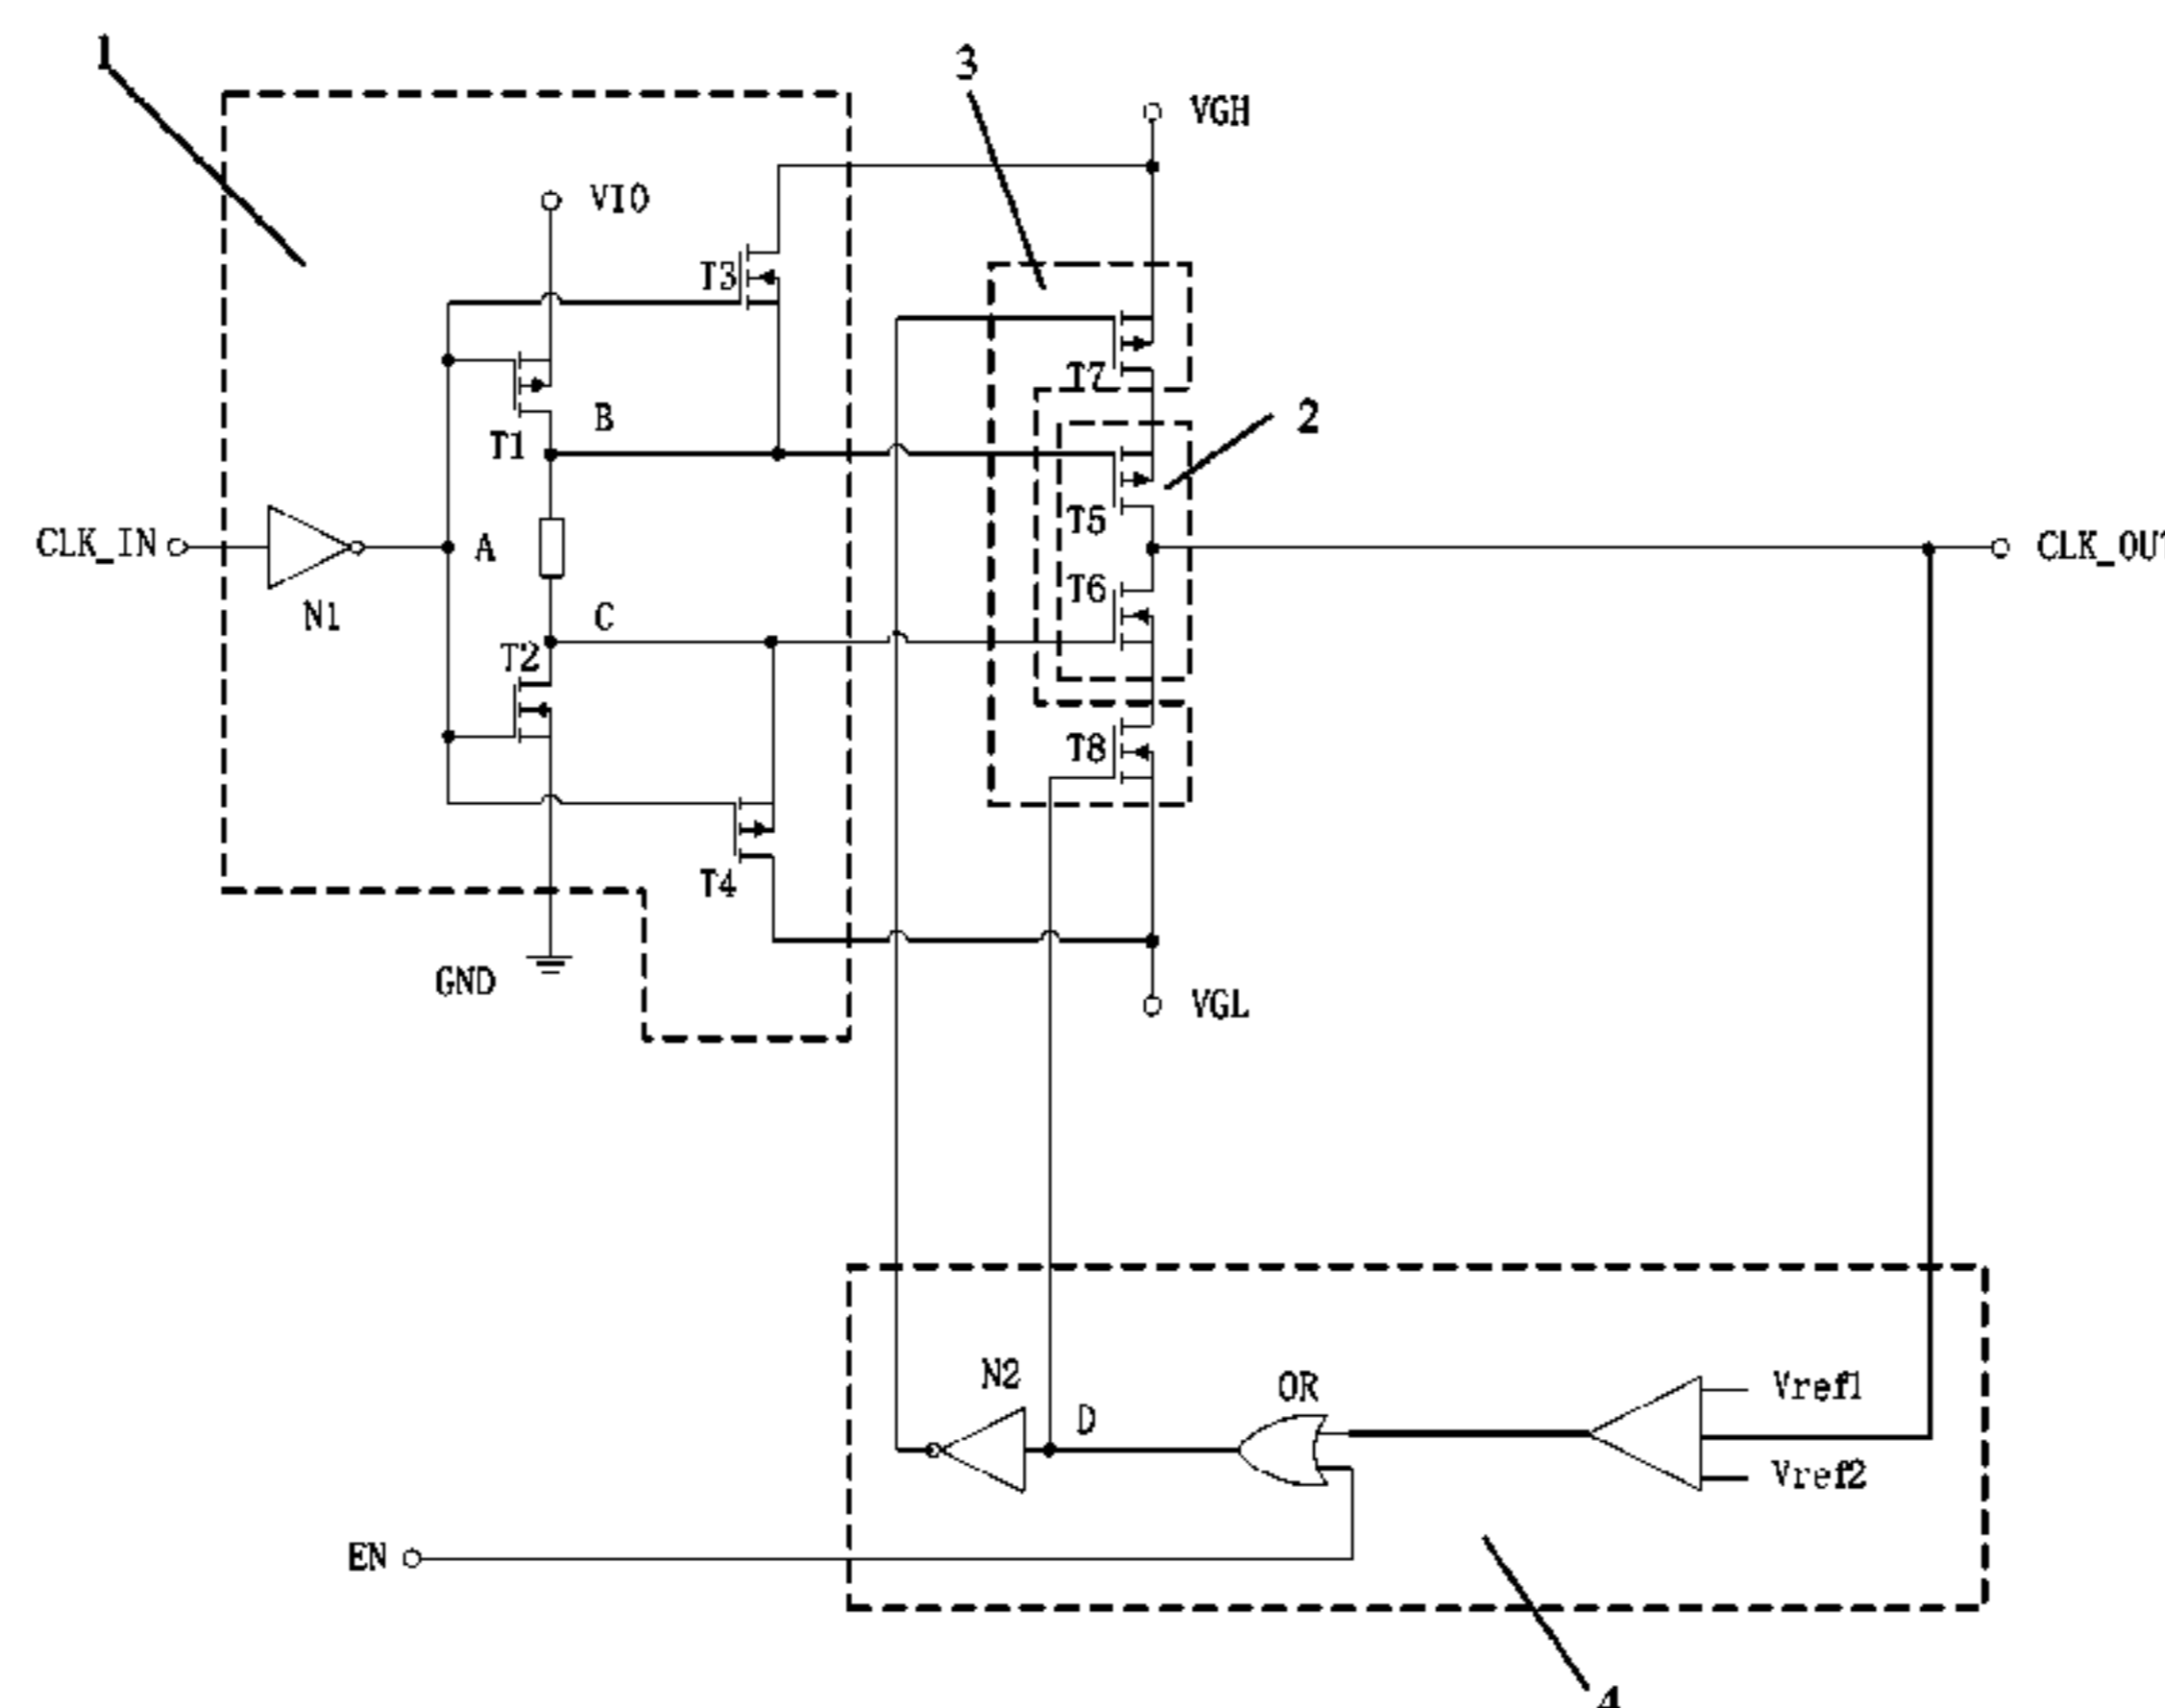 1
3
VGH
VIO
T3
T7
B
2
T1
T5
CLK_IN
A
CLK_OUT
T6
N1
C
T2
T8
T4
GND
VGL
N2
OR
Vref1
D
Vref2
EN
4